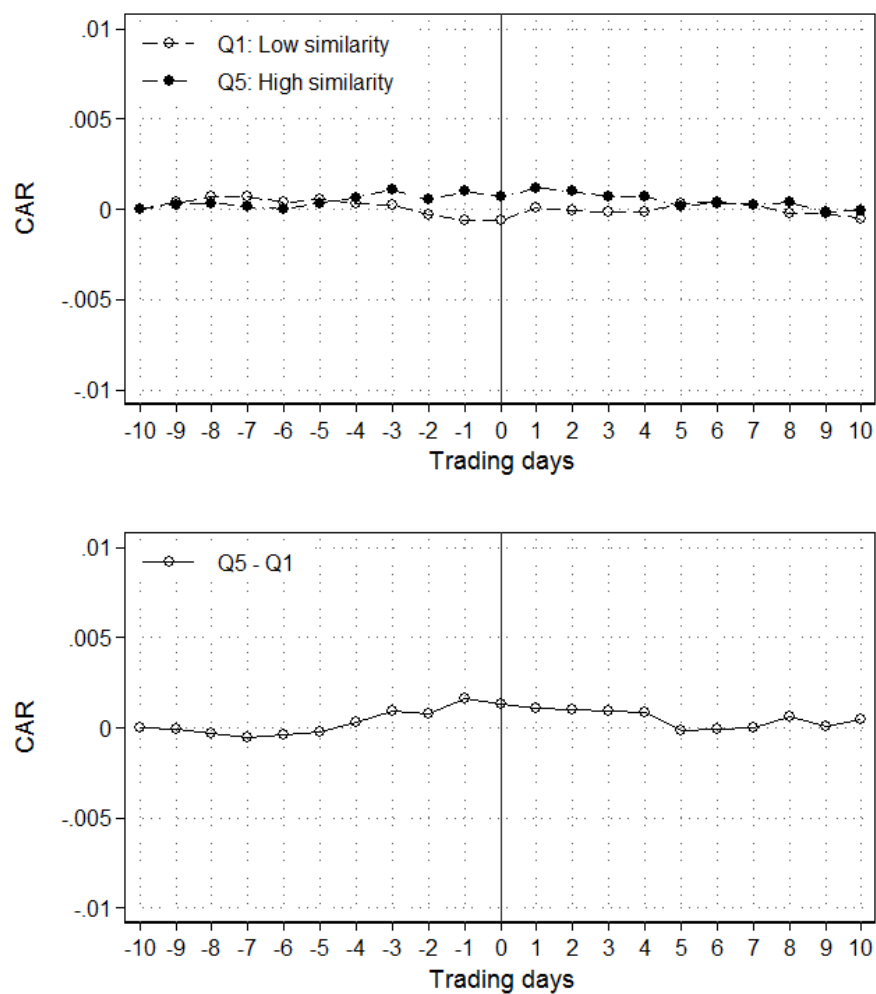 .01
Q1: Low similarity
Q5: High similarity
.005
CAR
0
-.005
-.01
-10 -9 -8 -7 -6 -5 -4 -3 -2 -1 0 1 2 3 4 5 6 7 8 9 10
Trading days
.01
Q5 - Q1
.005
CAR
0
-.005
-.01
-10 -9 -8 -7 -6 -5 -4 -3 -2 -1 0 1 2 3 4 5 6 7 8 9 10
Trading days